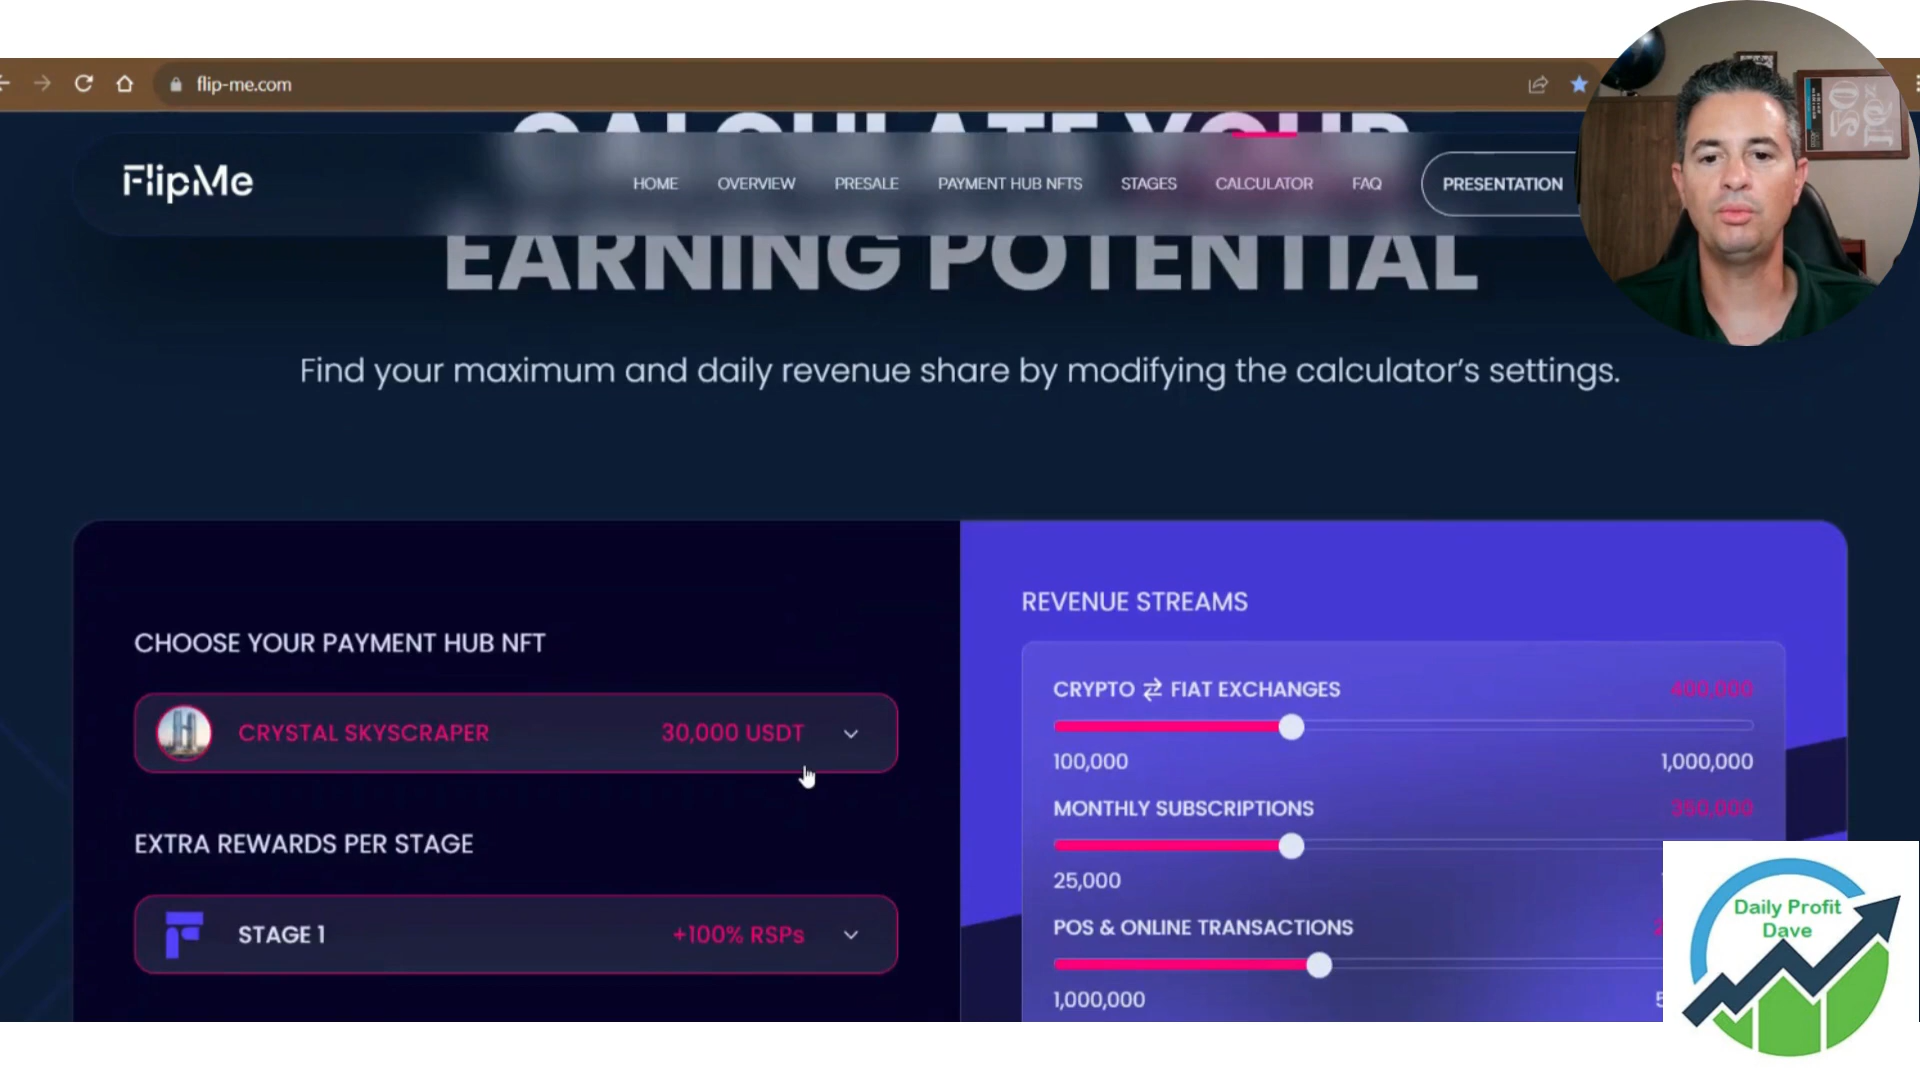 flip-me.com
CALCULATE YOUR
FlipMe
HOME
OVERVIEW
PRESALE
PAYMENT HUB NFTS
STAGES
CALCULATOR
FAQ
PRESENTATION
EARNING POTENTIAL
Find your maximum and daily revenue share by modifying the calculator's settings.
CHOOSE YOUR PAYMENT HUB NFT
CRYSTAL SKYSCRAPER
30,000 USDT
EXTRA REWARDS PER STAGE
STAGE 1
+100% RSPs
REVENUE STREAMS
CRYPTO ⇄ FIAT EXCHANGES
400,000
100,000
1,000,000
MONTHLY SUBSCRIPTIONS
350,000
25,000
POS & ONLINE TRANSACTIONS
1,000,000
Daily Profit
Dave